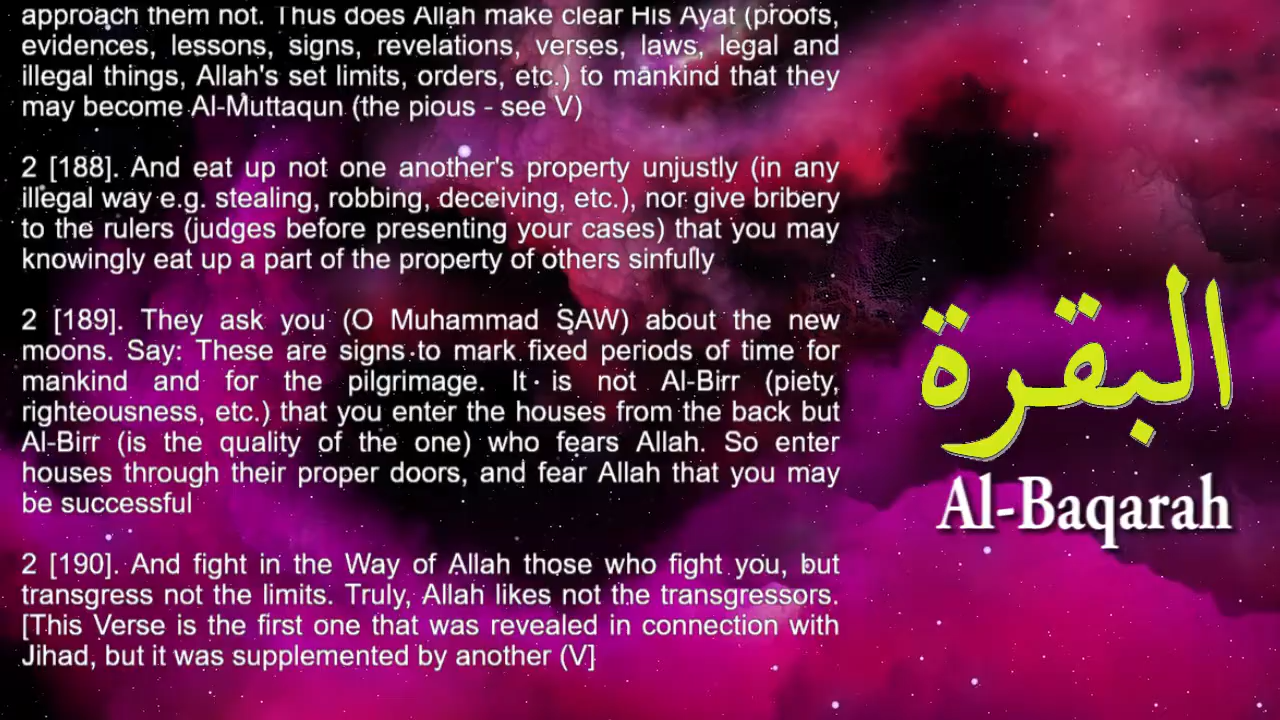 approach them not. Thus does Allah make clear His Ayat (proofs,
evidences, lessons, signs, revelations, verses, laws, legal and
illegal things, Allah's set limits, orders, etc.) to mankind that they
may become Al-Muttaqun (the pious - see V)
2 [188]. And eat up not one another's property unjustly (in any
illegal way e.g. stealing, robbing, deceiving, etc.), nor give bribery
to the rulers (judges before presenting your cases) that you may
knowingly eat up a part of the property of others sinfully
2 [189]. They ask you (O Muhammad SAW) about the new
moons. Say: These are signs to mark fixed periods of time for
mankind and for the pilgrimage. It is not Al-Birr (piety,
righteousness, etc.) that you enter the houses from the back but
Al-Birr (is the quality of the one) who fears Allah. So enter
houses through their proper doors, and fear Allah that you may
be successful
2 [190]. And fight in the Way of Allah those who fight you, but
transgress not the limits. Truly, Allah likes not the transgressors.
[This Verse is the first one that was revealed in connection with
Jihad, but it was supplemented by another (V]
البقرة
Al-Baqarah